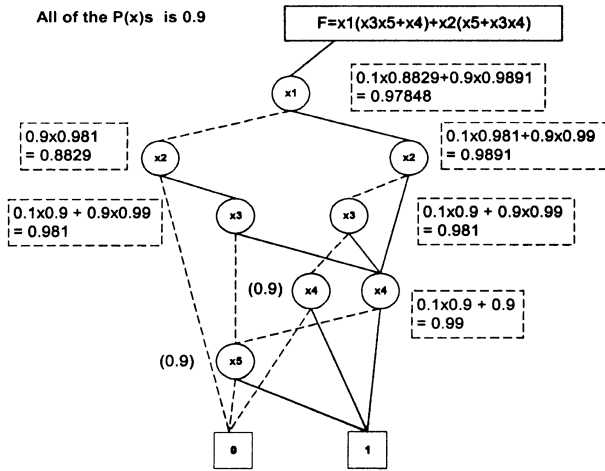 All of the P(x)s is 0.9
F=x1(x3x5+x4)+x2(x5+x3x4)
x1
0.1x0.8829+0.9x0.9891
= 0.97848
0.9x0.981
= 0.8829
x2
x2
0.1x0.981+0.9x0.99
= 0.9891
0.1x0.9 + 0.9x0.99
= 0.981
x3
x3
0.1x0.9 + 0.9x0.99
= 0.981
(0.9)
x4
x4
0.1x0.9 + 0.9
= 0.99
(0.9)
x5
0
1